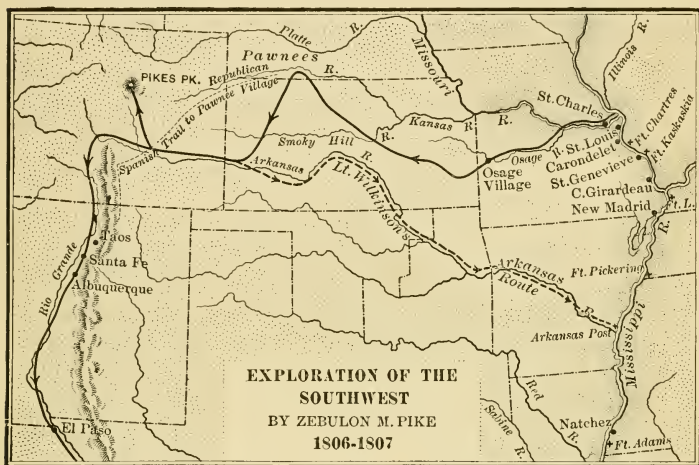 Platte R.
Missouri
Illinois R.
Pawnees
PIKES PK.
Republican R.
Spanish Trail to Pawnee Village
Kansas R.
R.
St. Charles
Ft. Chartres
Ft. Kaskaskia
Smoky Hill R.
Osage R.
St. Louis
Osage Village
Carondelet
St. Genevieve
Arkansas R.
C. Girardeau
New Madrid
Ft. L.
Lt. Wilkinson's
Route
Taos
Santa Fe
Rio Grande
Albuquerque
Arkansas R.
Ft. Pickering
Arkansas Post
Mississippi R.
EXPLORATION OF THE
SOUTHWEST
BY ZEBULON M. PIKE
1806-1807
Red R.
Sabine R.
El Paso
Natchez
Ft. Adams